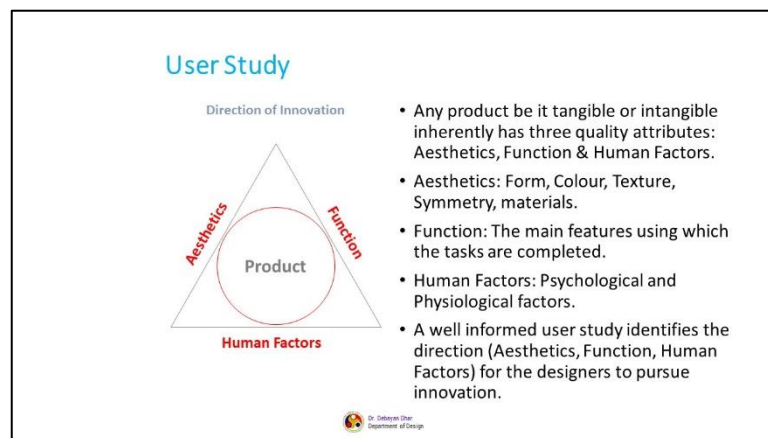 User Study
Direction of Innovation
Aesthetics
Function
Product
Human Factors
• Any product be it tangible or intangible
inherently has three quality attributes:
Aesthetics, Function & Human Factors.
• Aesthetics: Form, Colour, Texture,
Symmetry, materials.
• Function: The main features using which
the tasks are completed.
• Human Factors: Psychological and
Physiological factors.
• A well informed user study identifies the
direction (Aesthetics, Function, Human
Factors) for the designers to pursue
innovation.
Dr. Debayan Dhar
Department of Design